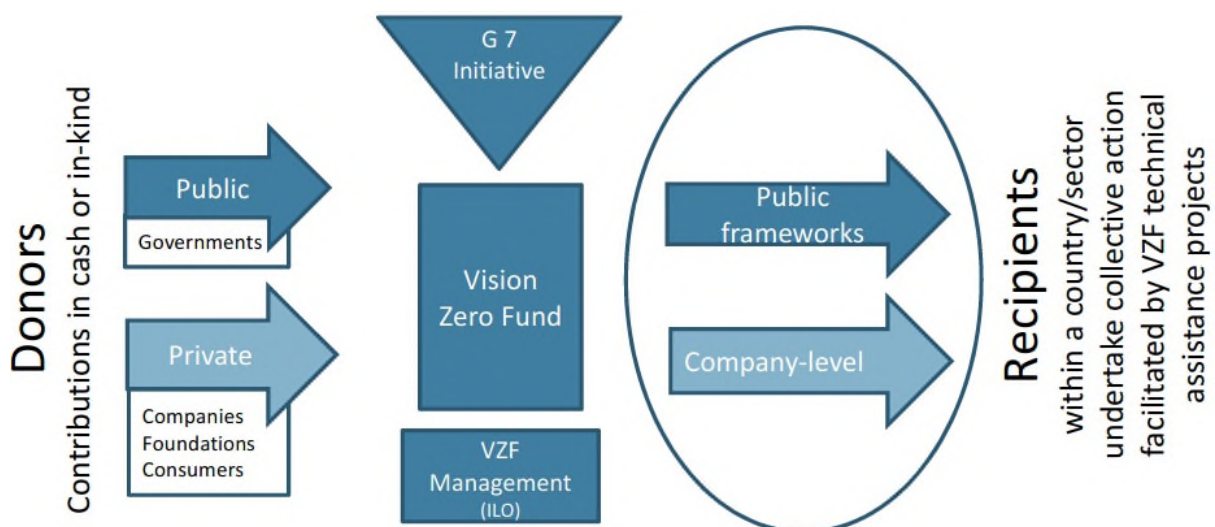 Donors
Contributions in cash or in-kind
Public
Governments
Private
Companies
Foundations
Consumers
G 7
Initiative
Vision
Zero Fund
VZF
Management
(ILO)
Public
frameworks
Company-level
Recipients
within a country/sector
undertake collective action
facilitated by VZF technical
assistance projects